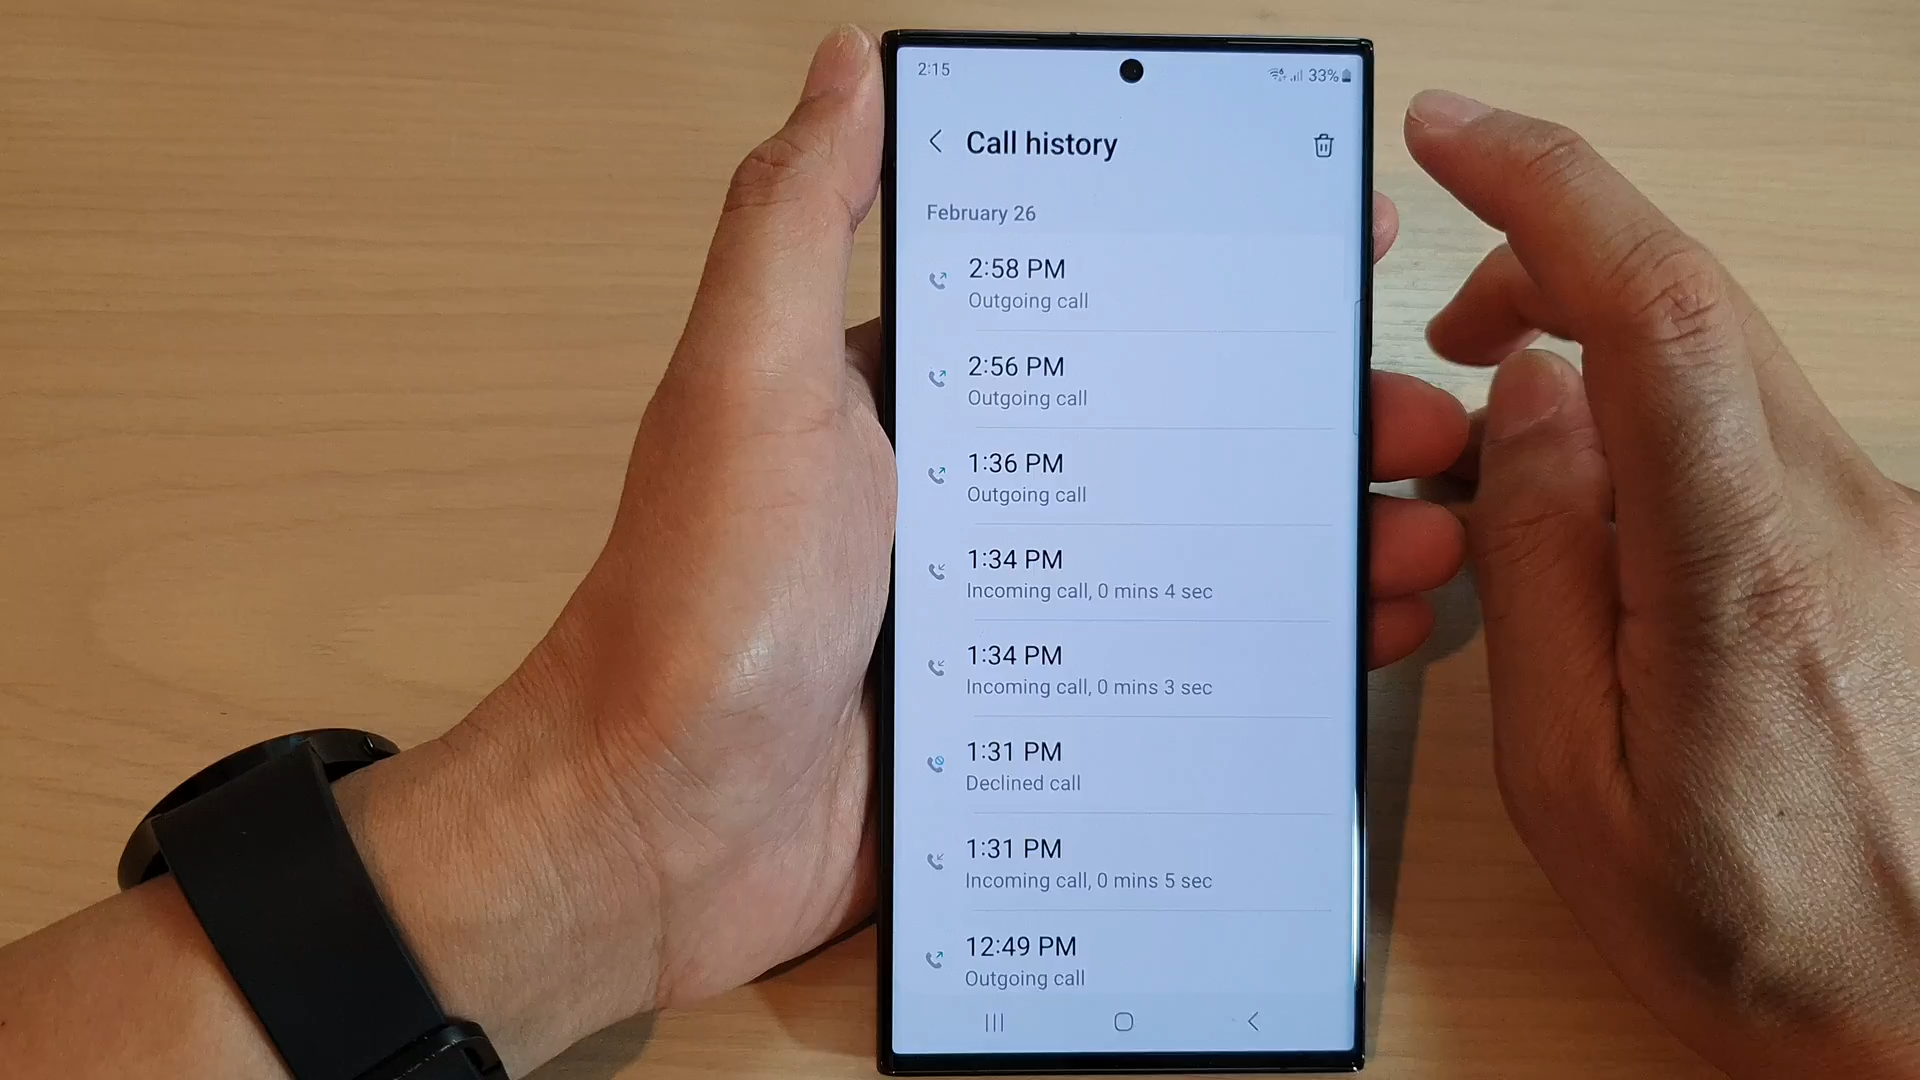 2:15
33%
Call history
February 26
2:58 PM
Outgoing call
2:56 PM
Outgoing call
1:36 PM
Outgoing call
1:34 PM
Incoming call, 0 mins 4 sec
1:34 PM
Incoming call, 0 mins 3 sec
1:31 PM
Declined call
1:31 PM
Incoming call, 0 mins 5 sec
12:49 PM
Outgoing call